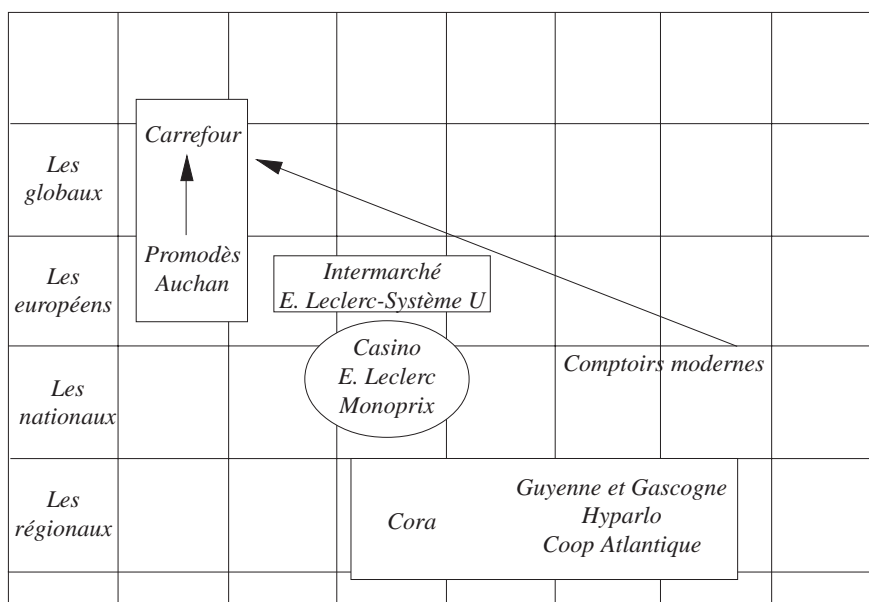 Carrefour
Les
globaux
Promodès
Auchan
Les
européens
Intermarché
E. Leclerc-Système U
Casino
E. Leclerc
Monoprix
Comptoirs modernes
Les
nationaux
Les
régionaux
Cora
Guyenne et Gascogne
Hyparlo
Coop Atlantique